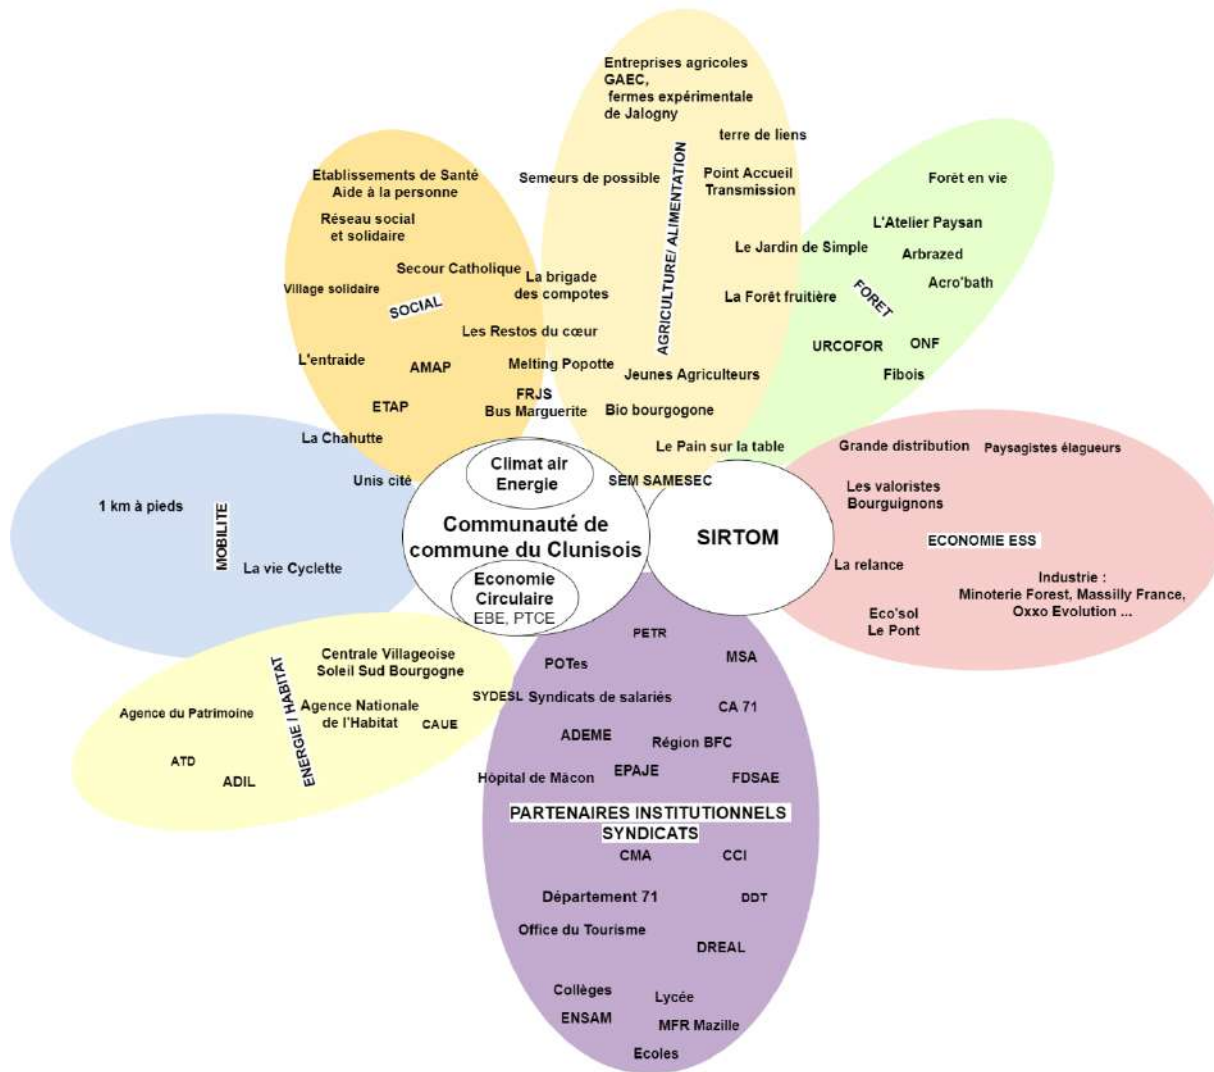 Entreprises agricoles
GAEC,
fermes expérimentale
de Jalogny
terre de liens
Semeurs de possible
Point Accueil
Transmission
AGRICULTURE/ ALIMENTATION
Etablissements de Santé
Aide à la personne
Réseau social
et solidaire
Secour Catholique
Village solidaire
SOCIAL
La brigade
des compotes
Les Restos du cœur
L'entraide
AMAP
Melting Popotte
ETAP
FRJS
Bus Marguerite
La Chahutte
Unis cité
Jeunes Agriculteurs
Bio bourgogone
Le Pain sur la table
SEM SAMESEC
Forêt en vie
L'Atelier Paysan
Le Jardin de Simple
Arbrazed
Acro'bath
La Forêt fruitière
FORET
URCOFOR
ONF
Fibois
1 km à pieds
MOBILITE
La vie Cyclette
Climat air
Energie
Communauté de
commune du Clunisois
Economie
Circulaire
EBE, PTCE
SIRTOM
Grande distribution
Paysagistes élagueurs
Les valoristes
Bourguignons
ECONOMIE ESS
La relance
Industrie :
Minoterie Forest, Massilly France,
Oxxo Evolution ...
Eco'sol
Le Pont
Centrale Villageoise
Soleil Sud Bourgogne
ENERGIE / HABITAT
Agence du Patrimoine
Agence Nationale
de l'Habitat
CAUE
ATD
ADIL
SYDESL
PETR
POTes
MSA
Syndicats de salariés
CA 71
ADEME
Région BFC
Hôpital de Mâcon
EPAJE
FDSAE
PARTENAIRES INSTITUTIONNELS
SYNDICATS
CMA
CCI
Département 71
DDT
Office du Tourisme
DREAL
Collèges
Lycée
ENSAM
MFR Mazille
Ecoles